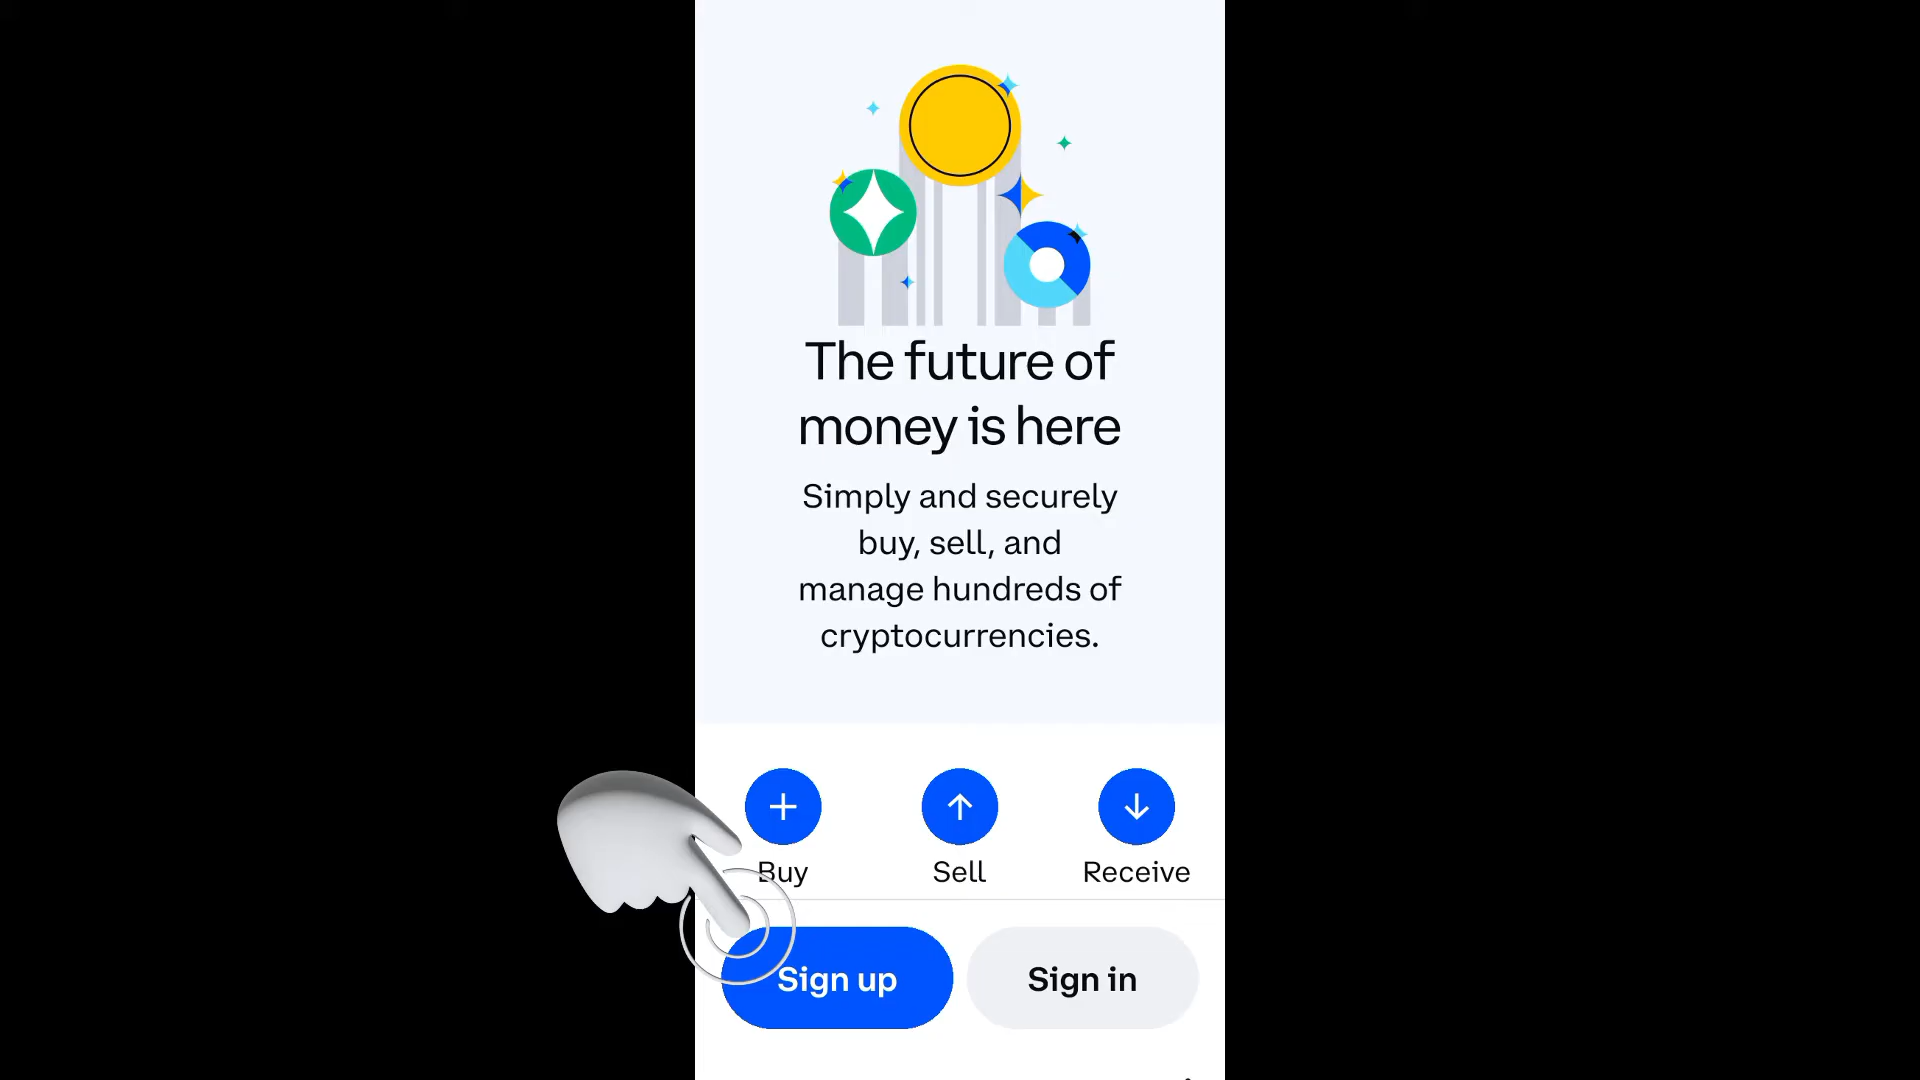 The future of
money is here
Simply and securely
buy, sell, and
manage hundreds of
cryptocurrencies.
Buy
Sell
Receive
Sign up
Sign in